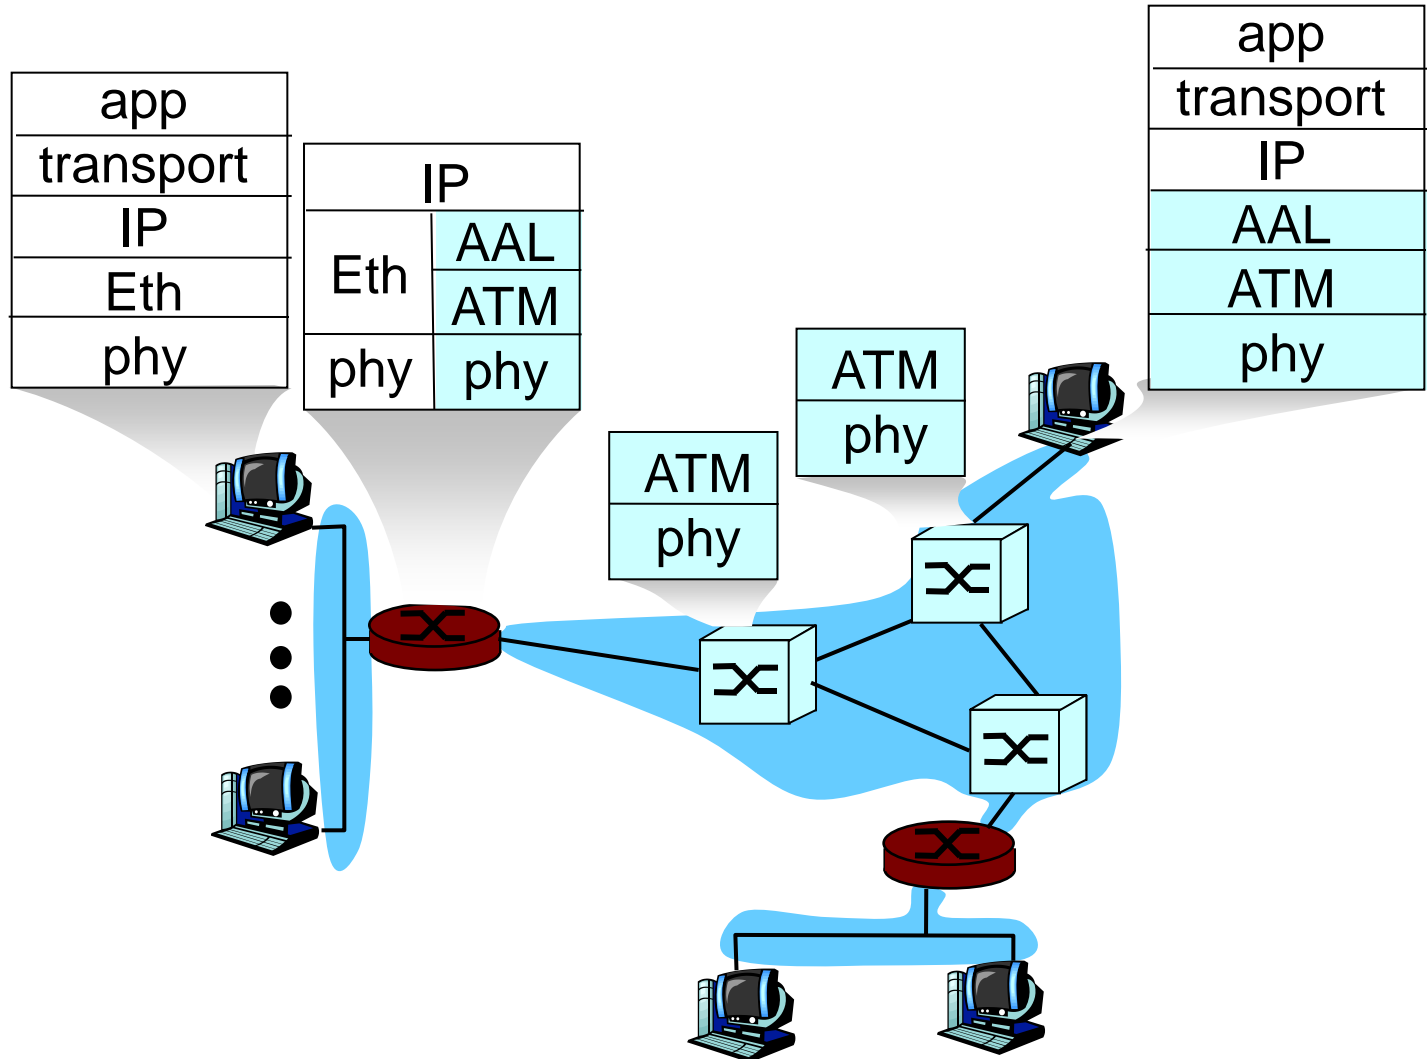 app
transport
IP
Eth
phy
IP
Eth
AAL
ATM
phy
phy
ATM
phy
ATM
phy
app
transport
IP
AAL
ATM
phy